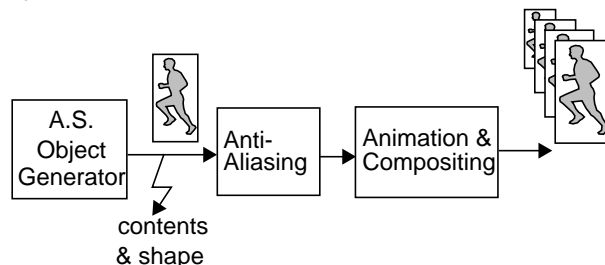 A.S.
Object
Generator
Anti-
Aliasing
Animation &
Compositing
contents
& shape